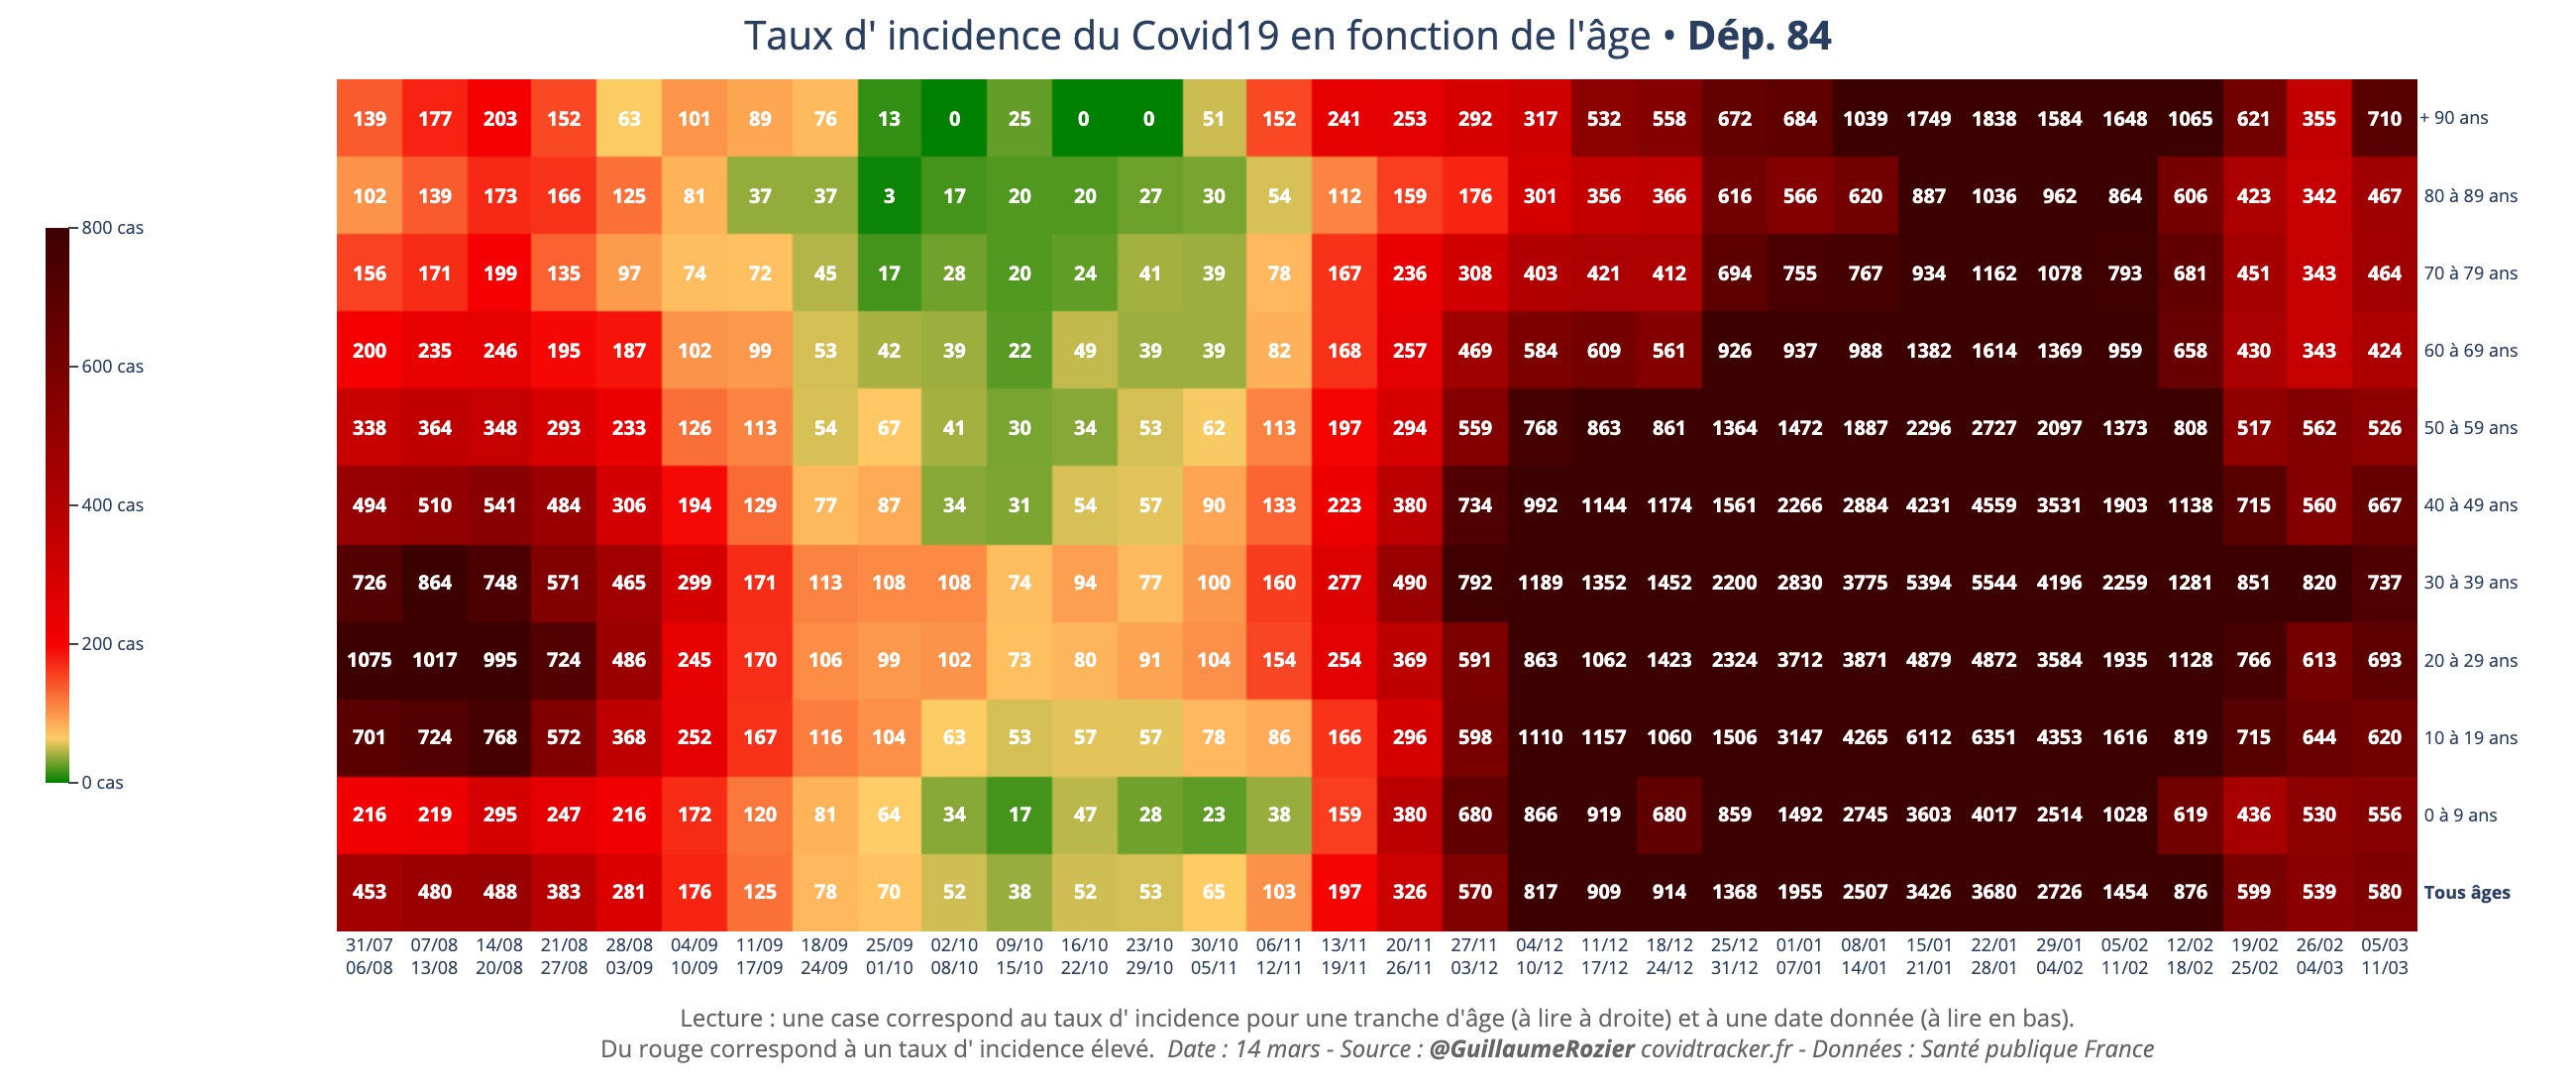 Taux d' incidence du Covid19 en fonction de l'âge • Dép. 84
139 177 203 152 63 101 89 76 13 0 25 0 0 51 152 241 253 292 317 532 558 672 684 1039 1749 1838 1584 1648 1065 621 355 710 + 90 ans
102 139 173 166 125 81 37 37 3 17 20 20 27 30 54 112 159 176 301 356 366 616 566 620 887 1036 962 864 606 423 342 467 80 à 89 ans
800 cas
156 171 199 135 97 74 72 45 17 28 20 24 41 39 78 167 236 308 403 421 412 694 755 767 934 1162 1078 793 681 451 343 464 70 à 79 ans
200 235 246 195 187 102 99 53 42 39 22 49 39 39 82 168 257 469 584 609 561 926 937 988 1382 1614 1369 959 658 430 343 424 60 à 69 ans
600 cas
338 364 348 293 233 126 113 54 67 41 30 34 53 62 113 197 294 559 768 863 861 1364 1472 1887 2296 2727 2097 1373 808 517 562 526 50 à 59 ans
400 cas
494 510 541 484 306 194 129 77 87 34 31 54 57 90 133 223 380 734 992 1144 1174 1561 2266 2884 4231 4559 3531 1903 1138 715 560 667 40 à 49 ans
726 864 748 571 465 299 171 113 108 108 74 94 77 100 160 277 490 792 1189 1352 1452 2200 2830 3775 5394 5544 4196 2259 1281 851 820 737 30 à 39 ans
200 cas
1075 1017 995 724 486 245 170 106 99 102 73 80 91 104 154 254 369 591 863 1062 1423 2324 3712 3871 4879 4872 3584 1935 1128 766 613 693 20 à 29 ans
701 724 768 572 368 252 167 116 104 63 53 57 57 78 86 166 296 598 1110 1157 1060 1506 3147 4265 6112 6351 4353 1616 819 715 644 620 10 à 19 ans
0 cas
216 219 295 247 216 172 120 81 64 34 17 47 28 23 38 159 380 680 866 919 680 859 1492 2745 3603 4017 2514 1028 619 436 530 556 0 à 9 ans
453 480 488 383 281 176 125 78 70 52 38 52 53 65 103 197 326 570 817 909 914 1368 1955 2507 3426 3680 2726 1454 876 599 539 580 Tous âges
31/07 07/08 14/08 21/08 28/08 04/09 11/09 18/09 25/09 02/10 09/10 16/10 23/10 30/10 06/11 13/11 20/11 27/11 04/12 11/12 18/12 25/12 01/01 08/01 15/01 22/01 29/01 05/02 12/02 19/02 26/02 05/03
06/08 13/08 20/08 27/08 03/09 10/09 17/09 24/09 01/10 08/10 15/10 22/10 29/10 05/11 12/11 19/11 26/11 03/12 10/12 17/12 24/12 31/12 07/01 14/01 21/01 28/01 04/02 11/02 18/02 25/02 04/03 11/03
Lecture : une case correspond au taux d' incidence pour une tranche d'âge (à lire à droite) et à une date donnée (à lire en bas).
Du rouge correspond à un taux d' incidence élevé. Date : 14 mars - Source : @GuillaumeRozier covidtracker.fr - Données : Santé publique France